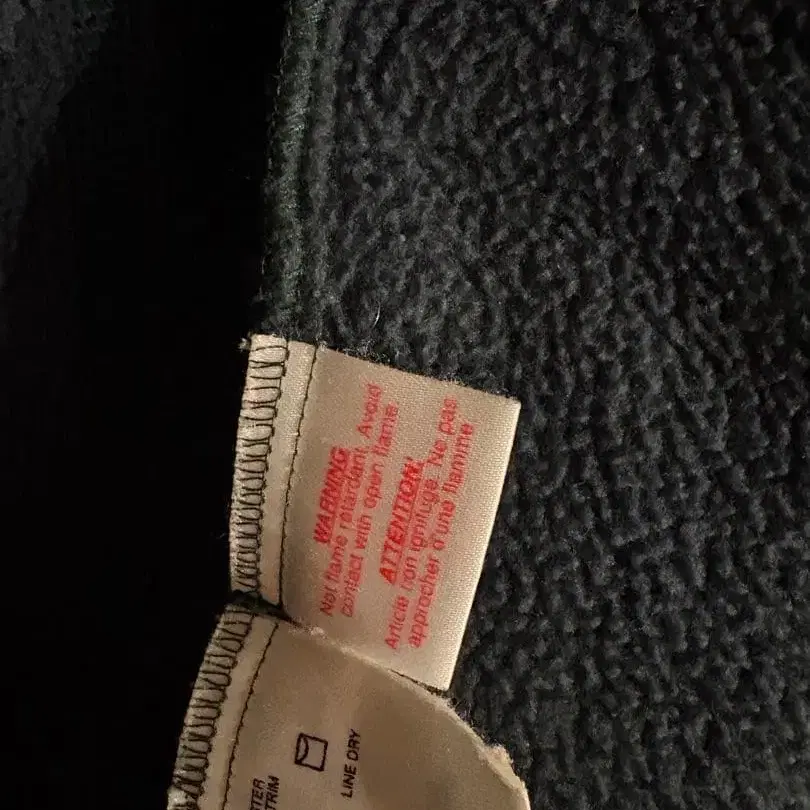 WARNING
Not flame retardant. Avoid
contact with open flame
ATTENTION:
Article non ignifuge. Ne pas
approcher d'une flamme
LINE DRY
TRIM